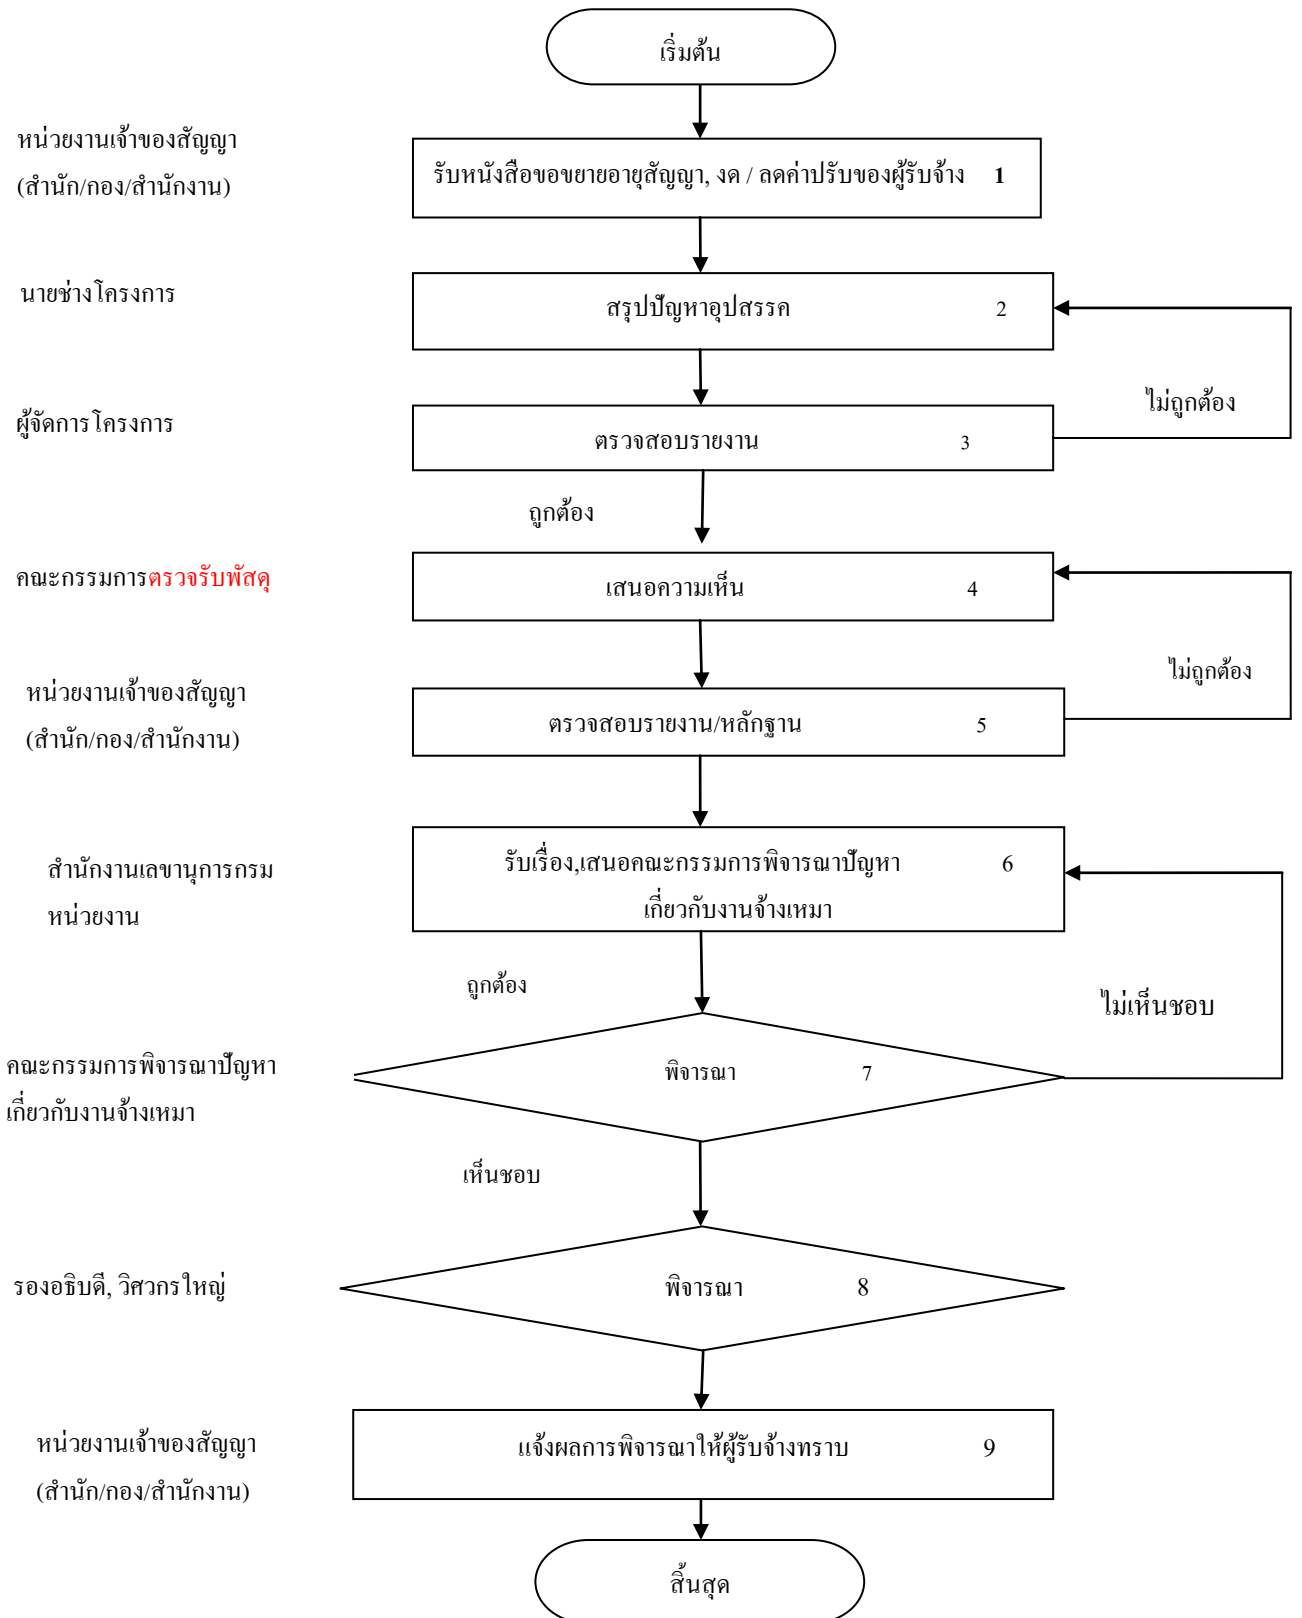 เริ่มต้น
หน่วยงานเจ้าของสัญญา
(สำนัก/กอง/สำนักงาน)
รับหนังสือขอขยายอายุสัญญา, งด / ลดค่าปรับของผู้รับจ้าง 1
นายช่างโครงการ
สรุปปัญหาอุปสรรค 2
ไม่ถูกต้อง
ผู้จัดการโครงการ
ตรวจสอบรายงาน 3
ถูกต้อง
คณะกรรมการตรวจรับพัสดุ
เสนอความเห็น 4
ไม่ถูกต้อง
หน่วยงานเจ้าของสัญญา
(สำนัก/กอง/สำนักงาน)
ตรวจสอบรายงาน/หลักฐาน 5
สำนักงานเลขานุการกรม
หน่วยงาน
รับเรื่อง,เสนอคณะกรรมการพิจารณาปัญหา 6
เกี่ยวกับงานจ้างเหมา
ถูกต้อง
ไม่เห็นชอบ
คณะกรรมการพิจารณาปัญหา
เกี่ยวกับงานจ้างเหมา
พิจารณา 7
เห็นชอบ
รองอธิบดี, วิศวกรใหญ่
พิจารณา 8
หน่วยงานเจ้าของสัญญา
(สำนัก/กอง/สำนักงาน)
แจ้งผลการพิจารณาให้ผู้รับจ้างทราบ 9
สิ้นสุด